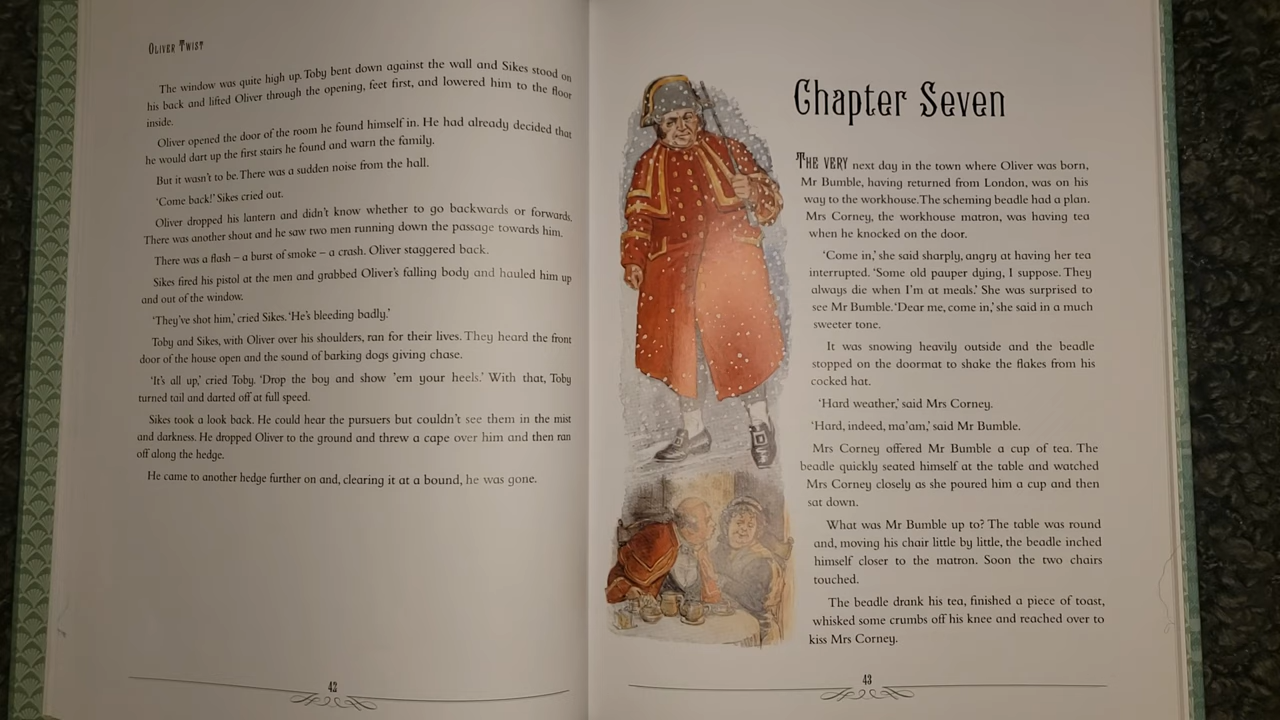 OLIVER TWIST
The window was quite high up. Toby bent down against the wall and Sikes stood on
his back and lifted Oliver through the opening, feet first, and lowered him to the floor
inside.
Oliver opened the door of the room he found himself in. He had already decided that
he would dart up the first stairs he found and warn the family.
But it wasn't to be. There was a sudden noise from the hall.
‘Come back!’ Sikes cried out.
Oliver dropped his lantern and didn't know whether to go backwards or forwards.
There was another shout and he saw two men running down the passage towards him.
There was a flash – a burst of smoke – a crash. Oliver staggered back.
Sikes fired his pistol at the men and grabbed Oliver's falling body and hauled him up
and out of the window.
‘They've shot him,’ cried Sikes. ‘He's bleeding badly.’
Toby and Sikes, with Oliver over his shoulders, ran for their lives. They heard the front
door of the house open and the sound of barking dogs giving chase.
‘It's all up,’ cried Toby. ‘Drop the boy and show 'em your heels.’ With that, Toby
turned tail and darted off at full speed.
Sikes took a look back. He could hear the pursuers but couldn't see them in the mist
and darkness. He dropped Oliver to the ground and threw a cape over him and then ran
off along the hedge.
He came to another hedge further on and, clearing it at a bound, he was gone.
42
Chapter Seven
THE VERY next day in the town where Oliver was born,
Mr Bumble, having returned from London, was on his
way to the workhouse. The scheming beadle had a plan.
Mrs Corney, the workhouse matron, was having tea
when he knocked on the door.
‘Come in,’ she said sharply, angry at having her tea
interrupted. ‘Some old pauper dying, I suppose. They
always die when I'm at meals.’ She was surprised to
see Mr Bumble. ‘Dear me, come in,’ she said in a much
sweeter tone.
It was snowing heavily outside and the beadle
stopped on the doormat to shake the flakes from his
cocked hat.
‘Hard weather,’ said Mrs Corney.
‘Hard, indeed, ma'am,’ said Mr Bumble.
Mrs Corney offered Mr Bumble a cup of tea. The
beadle quickly seated himself at the table and watched
Mrs Corney closely as she poured him a cup and then
sat down.
What was Mr Bumble up to? The table was round
and, moving his chair little by little, the beadle inched
himself closer to the matron. Soon the two chairs
touched.
The beadle drank his tea, finished a piece of toast,
whisked some crumbs off his knee and reached over to
kiss Mrs Corney.
43